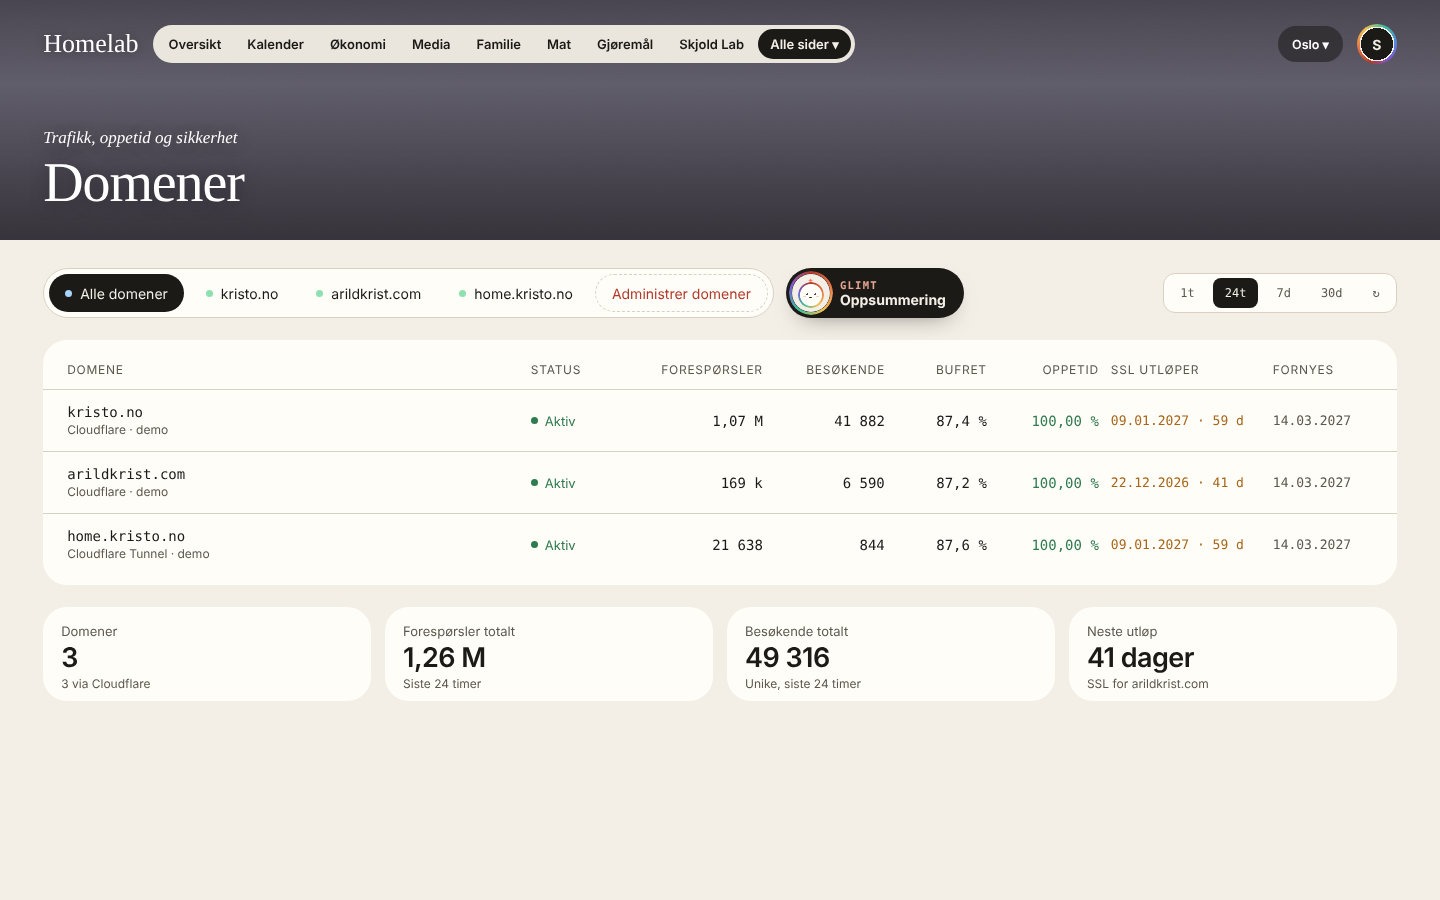 Homelab Oversikt Kalender Økonomi Media Familie Mat Gjøremål Skjold Lab Alle sider ▾ Oslo ▾ S
Trafikk, oppetid og sikkerhet
Domener
Alle domener kristo.no arildkrist.com home.kristo.no Administrer domener GLIMT
Oppsummering
1t 24t 7d 30d ↻
DOMENE STATUS FORESPØRSLER BESØKENDE BUFRET OPPETID SSL UTLØPER FORNYES
kristo.no
Cloudflare · demo
Aktiv 1,07 M 41 882 87,4 % 100,00 % 09.01.2027 · 59 d 14.03.2027
arildkrist.com
Cloudflare · demo
Aktiv 169 k 6 590 87,2 % 100,00 % 22.12.2026 · 41 d 14.03.2027
home.kristo.no
Cloudflare Tunnel · demo
Aktiv 21 638 844 87,6 % 100,00 % 09.01.2027 · 59 d 14.03.2027
Domener
3
3 via Cloudflare
Forespørsler totalt
1,26 M
Siste 24 timer
Besøkende totalt
49 316
Unike, siste 24 timer
Neste utløp
41 dager
SSL for arildkrist.com